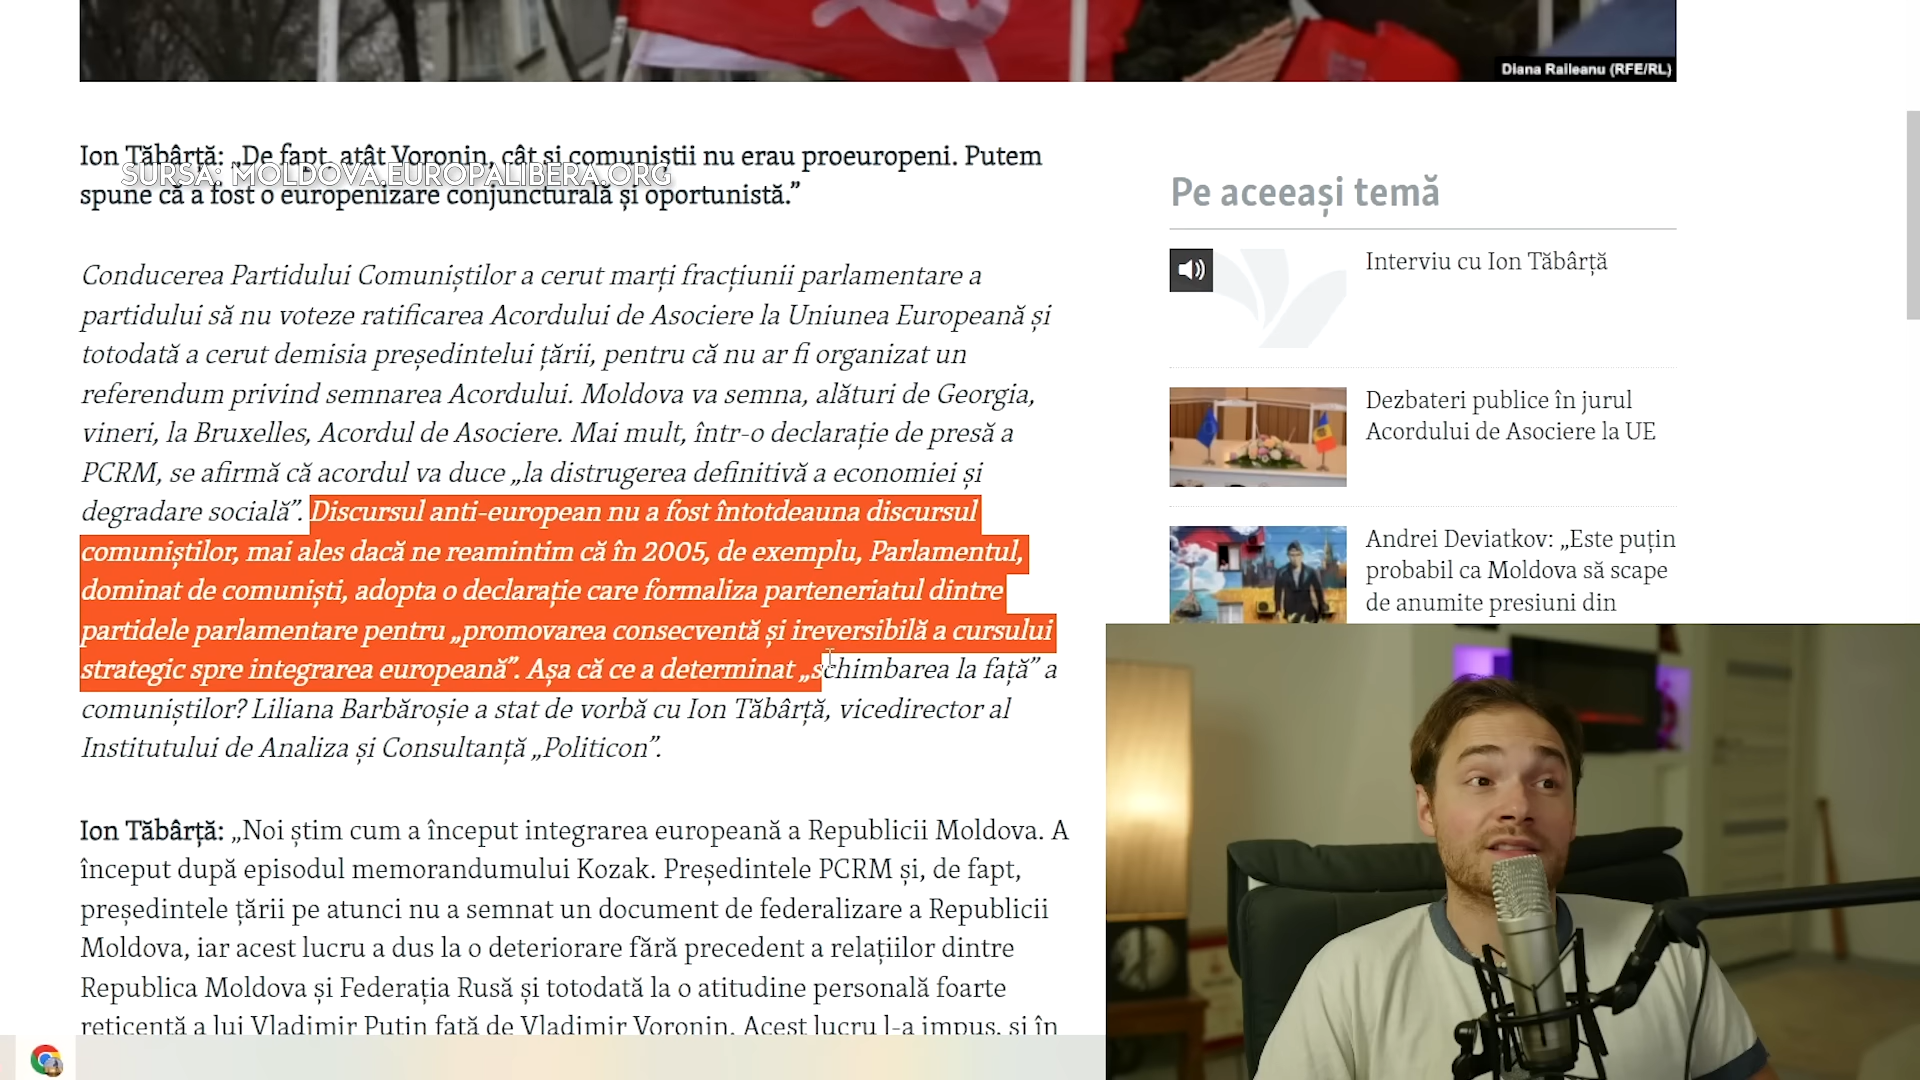 Diana Raileanu (RFE/RL)
Ion Tăbârță: „De fapt, atât Voronin, cât și comuniștii nu erau proeuropeni. Putem
SURSA: MOLDOVA.EUROPALIBERA.ORG
spune că a fost o europenizare conjuncturală și oportunistă.”
Conducerea Partidului Comuniștilor a cerut marți fracțiunii parlamentare a
partidului să nu voteze ratificarea Acordului de Asociere la Uniunea Europeană și
totodată a cerut demisia președintelui țării, pentru că nu ar fi organizat un
referendum privind semnarea Acordului. Moldova va semna, alături de Georgia,
vineri, la Bruxelles, Acordul de Asociere. Mai mult, într-o declarație de presă a
PCRM, se afirmă că acordul va duce „la distrugerea definitivă a economiei și
degradare socială”. Discursul anti-european nu a fost întotdeauna discursul
comuniștilor, mai ales dacă ne reamintim că în 2005, de exemplu, Parlamentul,
dominat de comuniști, adopta o declarație care formaliza parteneriatul dintre
partidele parlamentare pentru „promovarea consecventă și ireversibilă a cursului
strategic spre integrarea europeană”. Așa că ce a determinat „schimbarea la față” a
comuniștilor? Liliana Barbăroșie a stat de vorbă cu Ion Tăbârță, vicedirector al
Institutului de Analiza și Consultanță „Politicon”.
Ion Tăbârță: „Noi știm cum a început integrarea europeană a Republicii Moldova. A
început după episodul memorandumului Kozak. Președintele PCRM și, de fapt,
președintele țării pe atunci nu a semnat un document de federalizare a Republicii
Moldova, iar acest lucru a dus la o deteriorare fără precedent a relațiilor dintre
Republica Moldova și Federația Rusă și totodată la o atitudine personală foarte
reticentă a lui Vladimir Putin față de Vladimir Voronin. Acest lucru l-a impus, și în
Pe aceeași temă
Interviu cu Ion Tăbârță
Dezbateri publice în jurul
Acordului de Asociere la UE
Andrei Deviatkov: „Este puțin
probabil ca Moldova să scape
de anumite presiuni din